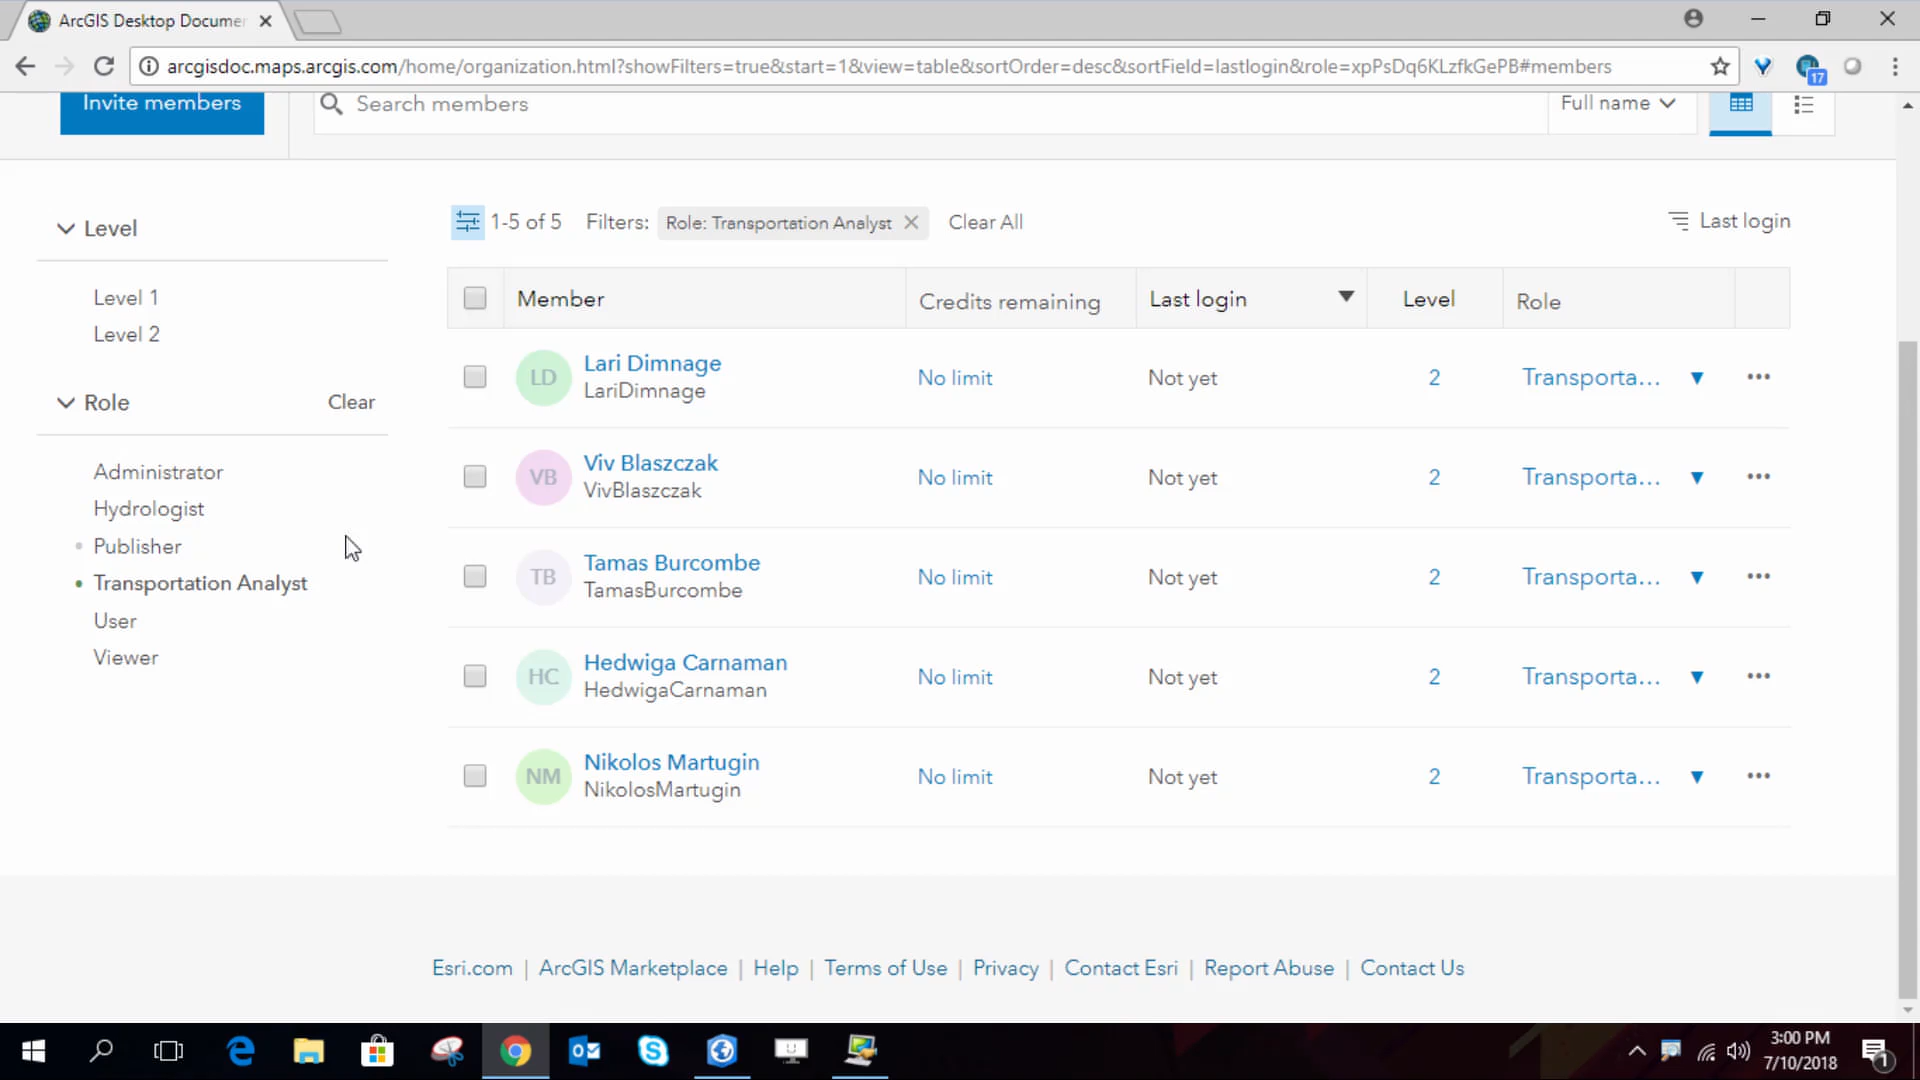 ArcGIS Desktop Documen
arcgisdoc.maps.arcgis.com/home/organization.html?showFilters=true&start=1&view=table&sortOrder=desc&sortField=lastlogin&role=xpPsDq6KLzfkGePB#members
17
Invite members
Search members
Full name
Level
Level 1
Level 2
Role
Clear
Administrator
Hydrologist
Publisher
Transportation Analyst
User
Viewer
1-5 of 5 Filters: Role: Transportation Analyst Clear All
Last login
Member Credits remaining Last login Level Role
LD Lari Dimnage No limit Not yet 2 Transporta...
LariDimnage
VB Viv Blaszczak No limit Not yet 2 Transporta...
VivBlaszczak
TB Tamas Burcombe No limit Not yet 2 Transporta...
TamasBurcombe
HC Hedwiga Carnaman No limit Not yet 2 Transporta...
HedwigaCarnaman
NM Nikolos Martugin No limit Not yet 2 Transporta...
NikolosMartugin
Esri.com | ArcGIS Marketplace | Help | Terms of Use | Privacy | Contact Esri | Report Abuse | Contact Us
3:00 PM
7/10/2018
1